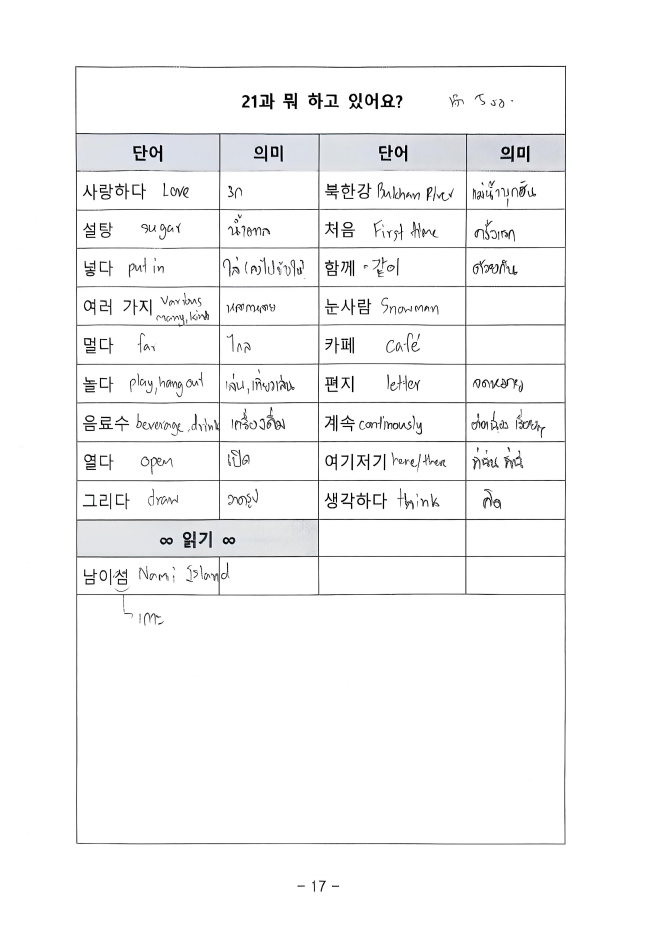 21과 뭐 하고 있어요?
단어 의미 단어 의미
사랑하다 Love รัก 북한강 Bukhan River แม่น้ำบุกฮัน
설탕 sugar น้ำตาล 처음 First time ครั้งแรก
넣다 put in ใส่ (ลงไปข้างใน) 함께 = 같이 ด้วยกัน
여러 가지 various many, kinds หลากหลาย 눈사람 Snowman
멀다 far ไกล 카페 café
놀다 play, hang out เล่น, เที่ยวเล่น 편지 letter จดหมาย
음료수 beverage, drink เครื่องดื่ม 계속 continously ต่อเนื่อง เรื่อยๆ
열다 open เปิด 여기저기 here/there ที่นั่น ที่นี่
그리다 draw วาดรูป 생각하다 think คิด
∞ 읽기 ∞
남이섬 Nami Island
เกาะ
- 17 -